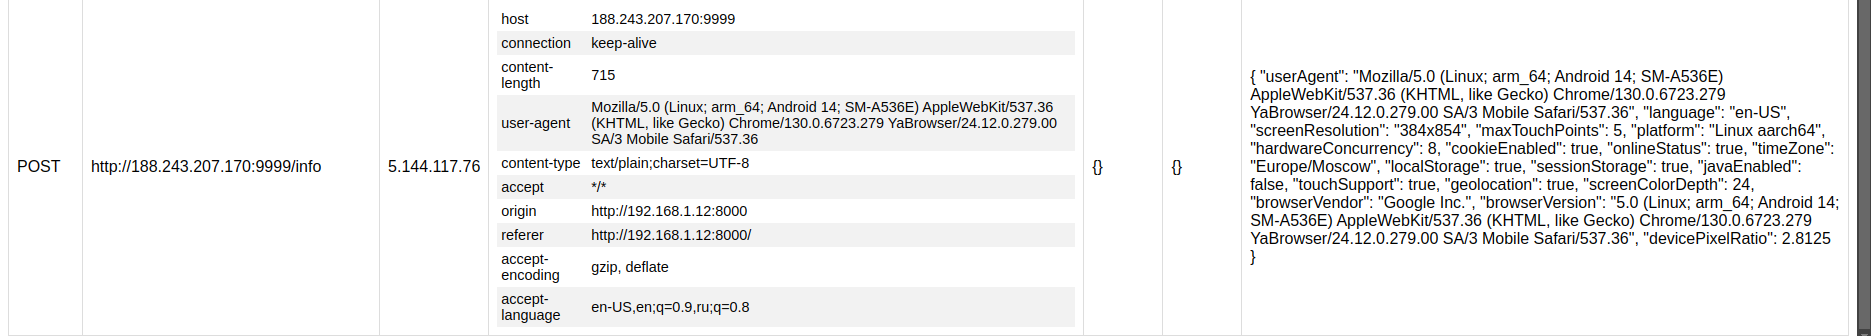 POST
http://188.243.207.170:9999/info
5.144.117.76
host 188.243.207.170:9999
connection keep-alive
content-
length
715
user-agent
Mozilla/5.0 (Linux; arm_64; Android 14; SM-A536E) AppleWebKit/537.36
(KHTML, like Gecko) Chrome/130.0.6723.279 YaBrowser/24.12.0.279.00
SA/3 Mobile Safari/537.36
content-type text/plain;charset=UTF-8
accept */*
origin http://192.168.1.12:8000
referer http://192.168.1.12:8000/
accept-
encoding
gzip, deflate
accept-
language
en-US,en;q=0.9,ru;q=0.8
{}
{}
{ "userAgent": "Mozilla/5.0 (Linux; arm_64; Android 14; SM-A536E)
AppleWebKit/537.36 (KHTML, like Gecko) Chrome/130.0.6723.279
YaBrowser/24.12.0.279.00 SA/3 Mobile Safari/537.36", "language": "en-US",
"screenResolution": "384x854", "maxTouchPoints": 5, "platform": "Linux aarch64",
"hardwareConcurrency": 8, "cookieEnabled": true, "onlineStatus": true, "timeZone":
"Europe/Moscow", "localStorage": true, "sessionStorage": true, "javaEnabled":
false, "touchSupport": true, "geolocation": true, "screenColorDepth": 24,
"browserVendor": "Google Inc.", "browserVersion": "5.0 (Linux; arm_64; Android 14;
SM-A536E) AppleWebKit/537.36 (KHTML, like Gecko) Chrome/130.0.6723.279
YaBrowser/24.12.0.279.00 SA/3 Mobile Safari/537.36", "devicePixelRatio": 2.8125
}